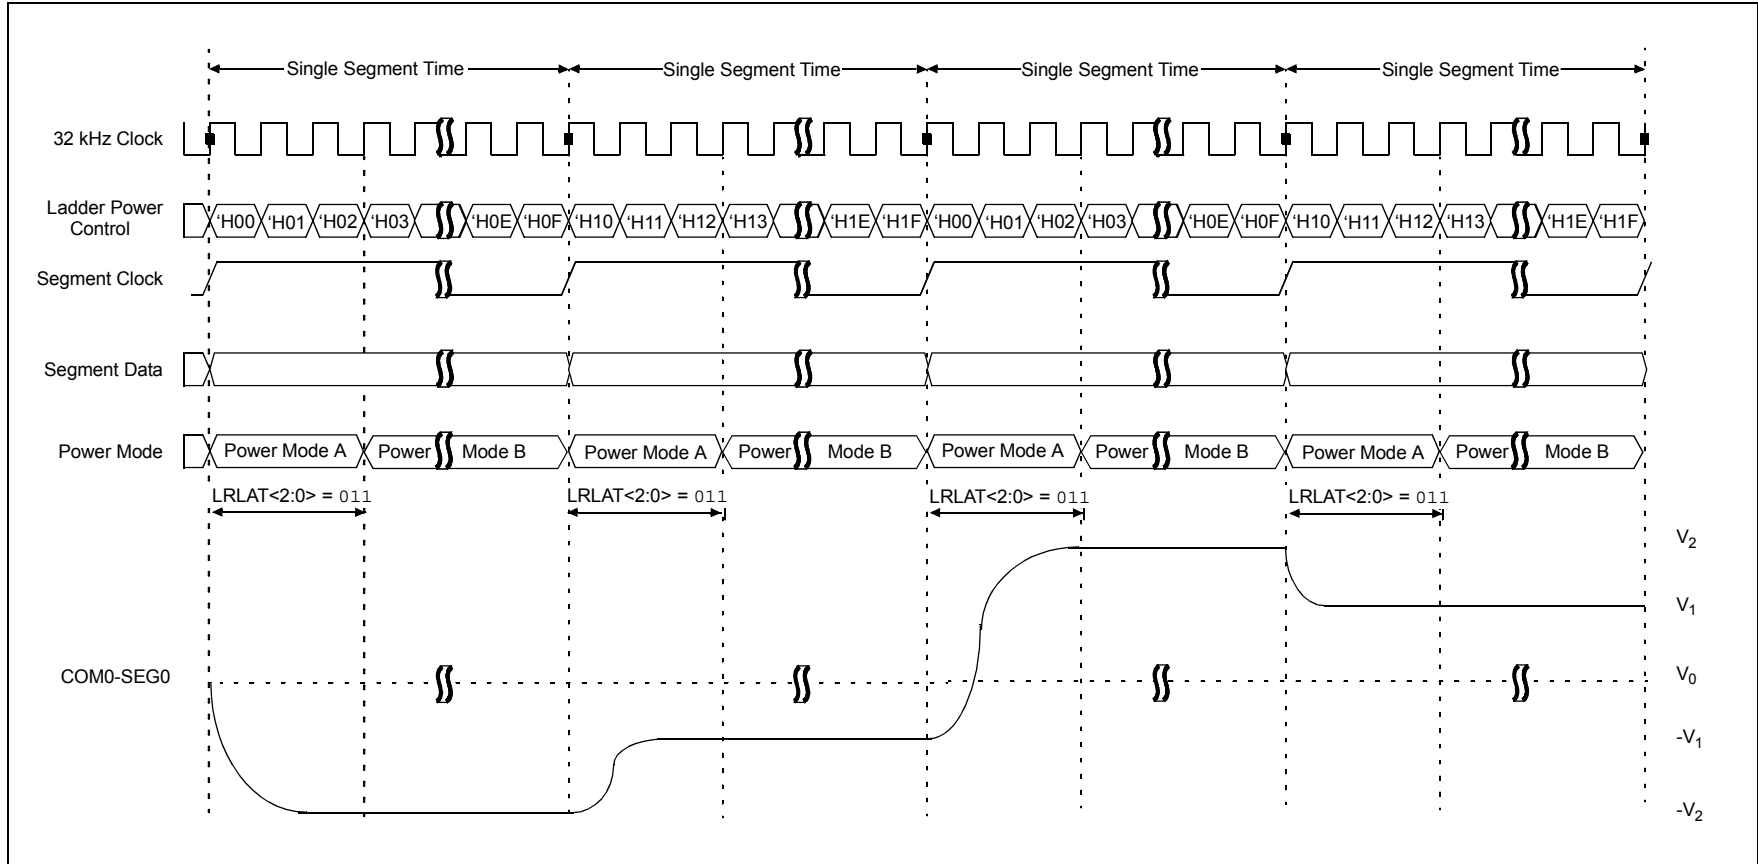 Single Segment Time Single Segment Time Single Segment Time Single Segment Time
32 kHz Clock
Ladder Power
Control
‘H00 ‘H01 ‘H02 ‘H03 ‘H0E ‘H0F ‘H10 ‘H11 ‘H12 ‘H13 ‘H1E ‘H1F ‘H00 ‘H01 ‘H02 ‘H03 ‘H0E ‘H0F ‘H10 ‘H11 ‘H12 ‘H13 ‘H1E ‘H1F
Segment Clock
Segment Data
Power Mode
Power Mode A Power Mode B Power Mode A Power Mode B Power Mode A Power Mode B Power Mode A Power Mode B
LRLAT<2:0> = 011 LRLAT<2:0> = 011 LRLAT<2:0> = 011 LRLAT<2:0> = 011
V2
V1
COM0-SEG0
V0
-V1
-V2